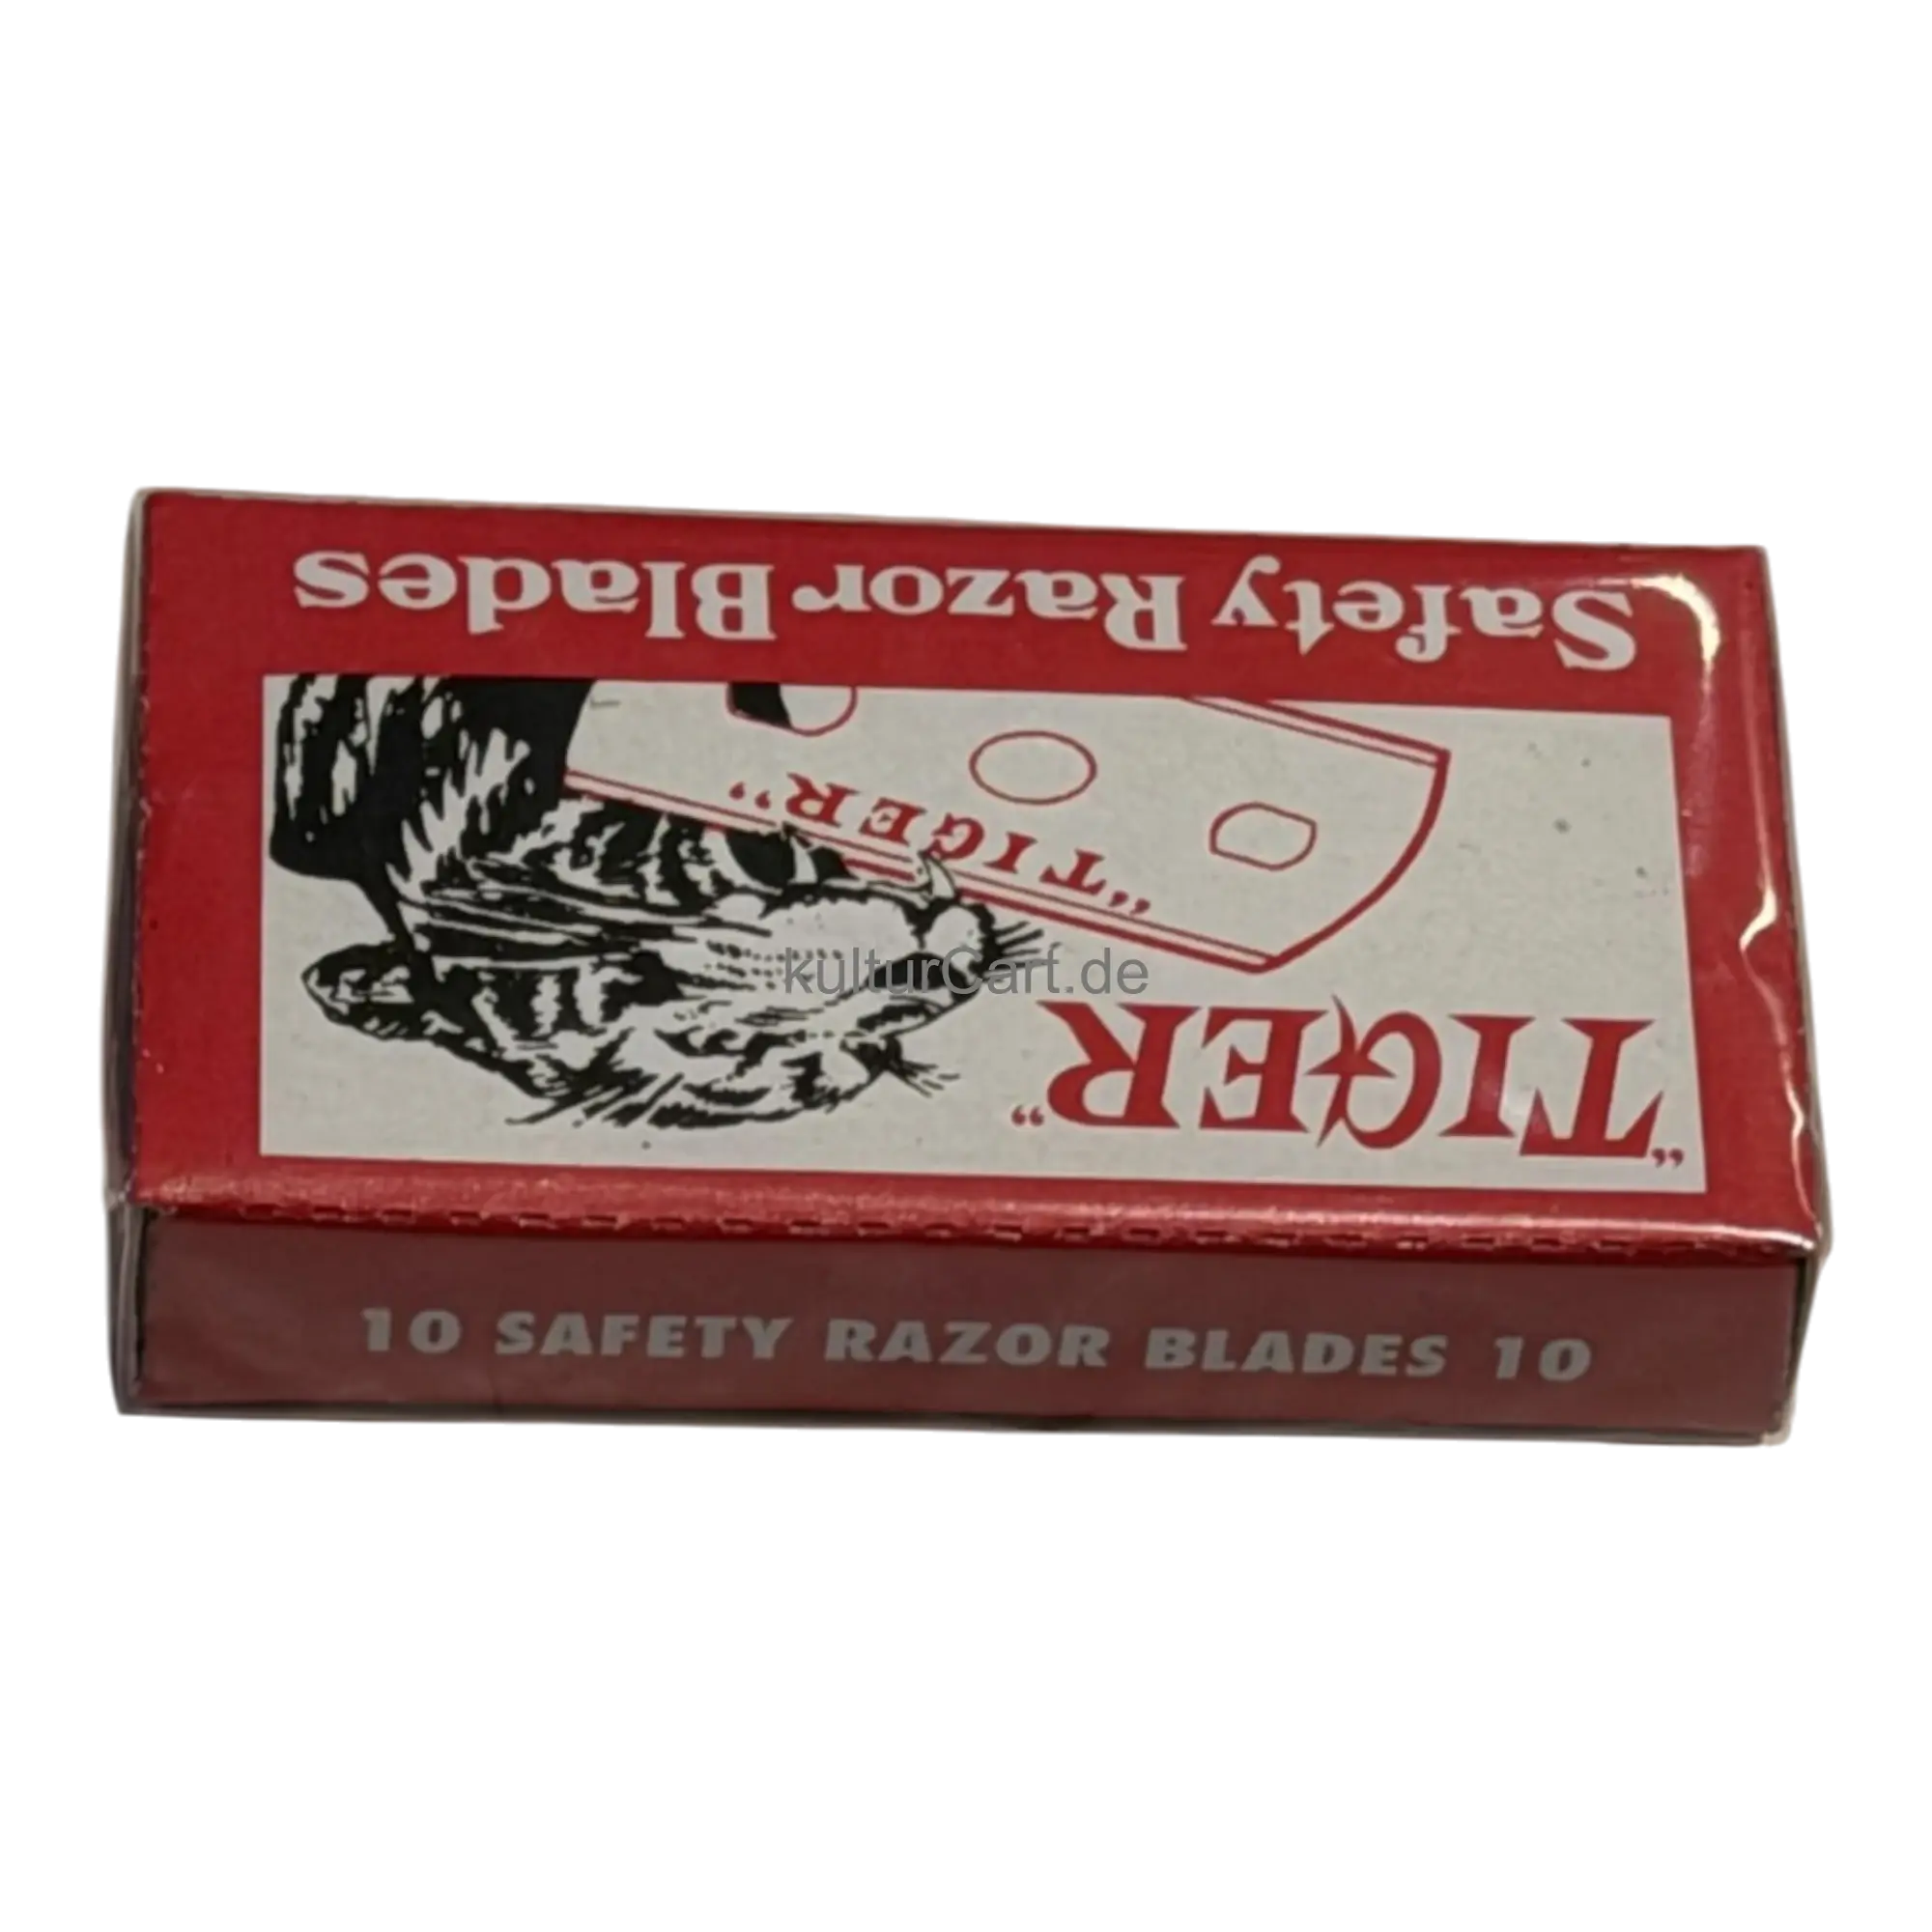 Safety Razor Blades
"TIGER"
"TIGER"
kulturCart.de
10 SAFETY RAZOR BLADES 10